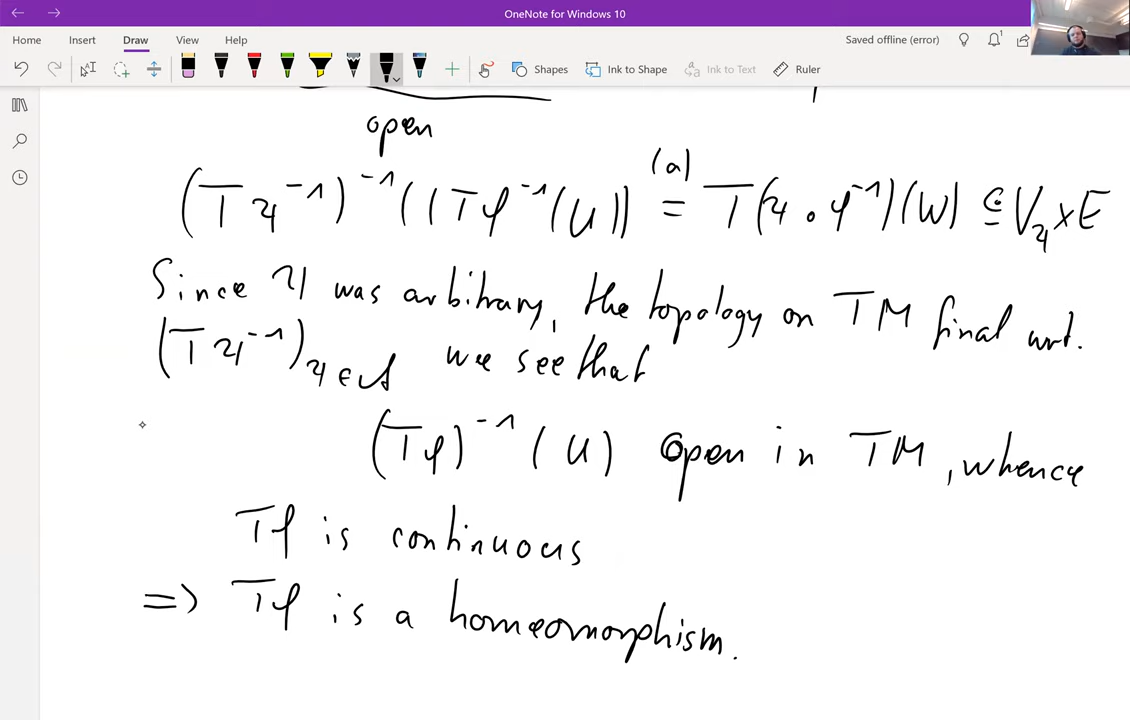 OneNote for Windows 10
Home Insert Draw View Help
Saved offline (error)
Shapes Ink to Shape Ink to Text Ruler
open
(Tψ⁻¹)⁻¹((Tφ⁻¹(U)) (a)= T(ψ∘φ⁻¹)(W) ⊆ V_ψ × E
Since ψ was arbitrary, the topology on TM final wrt.
(Tψ⁻¹)_ψ∈A we see that
(Tφ)⁻¹(U) open in TM, whence
Tφ is continuous
=> Tφ is a homeomorphism.